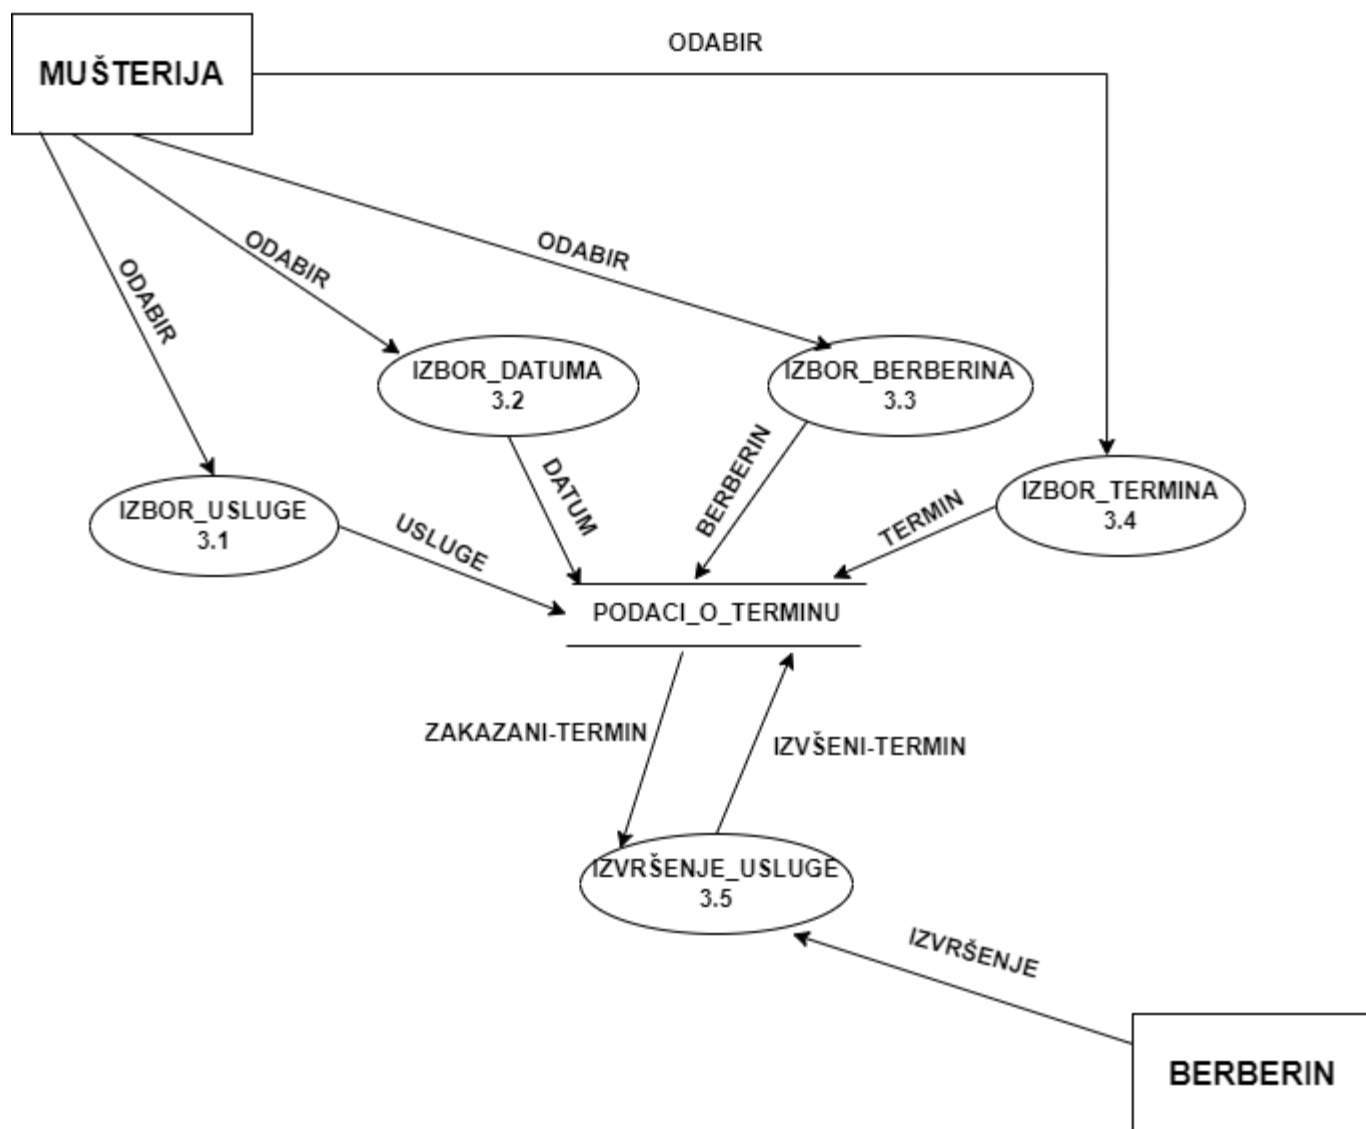 MUŠTERIJA
ODABIR
ODABIR
ODABIR
ODABIR
IZBOR_DATUMA
3.2
IZBOR_BERBERINA
3.3
IZBOR_USLUGE
3.1
IZBOR_TERMINA
3.4
USLUGE
DATUM
BERBERIN
TERMIN
PODACI_O_TERMINU
ZAKAZANI-TERMIN
IZVŠENI-TERMIN
IZVRŠENJE_USLUGE
3.5
IZVRŠENJE
BERBERIN